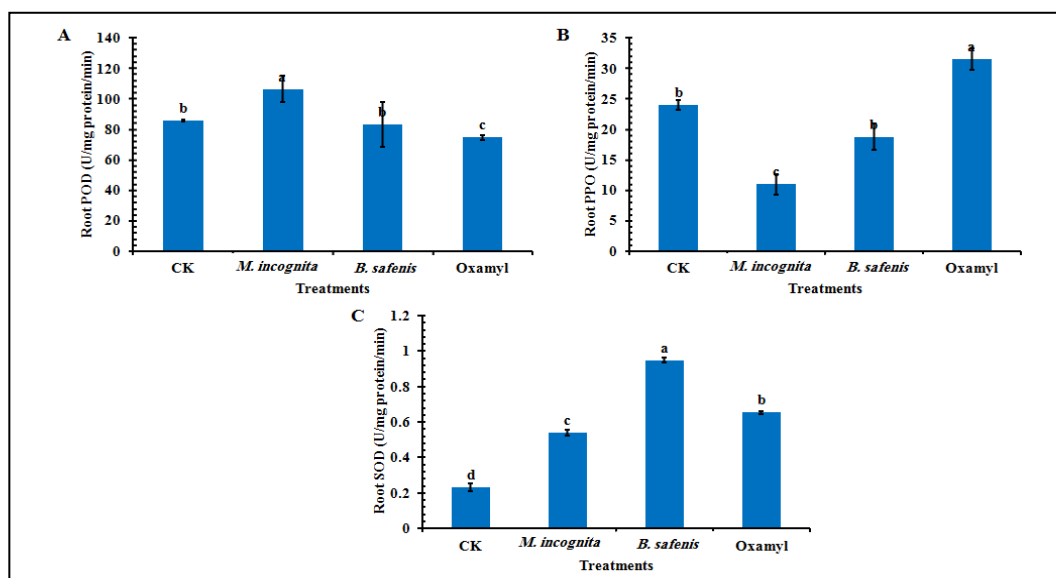 A
Root POD (U/mg protein/min)
140
120
100
80
60
40
20
0
b
a
b
c
CK
M. incognita
B. safenis
Oxamyl
Treatments
B
Root PPO (U/mg protein/min)
35
30
25
20
15
10
5
0
b
c
b
a
CK
M. incognita
B. safenis
Oxamyl
Treatments
C
Root SOD (U/mg protein/min)
1.2
1
0.8
0.6
0.4
0.2
0
d
c
a
b
CK
M. incognita
B. safenis
Oxamyl
Treatments